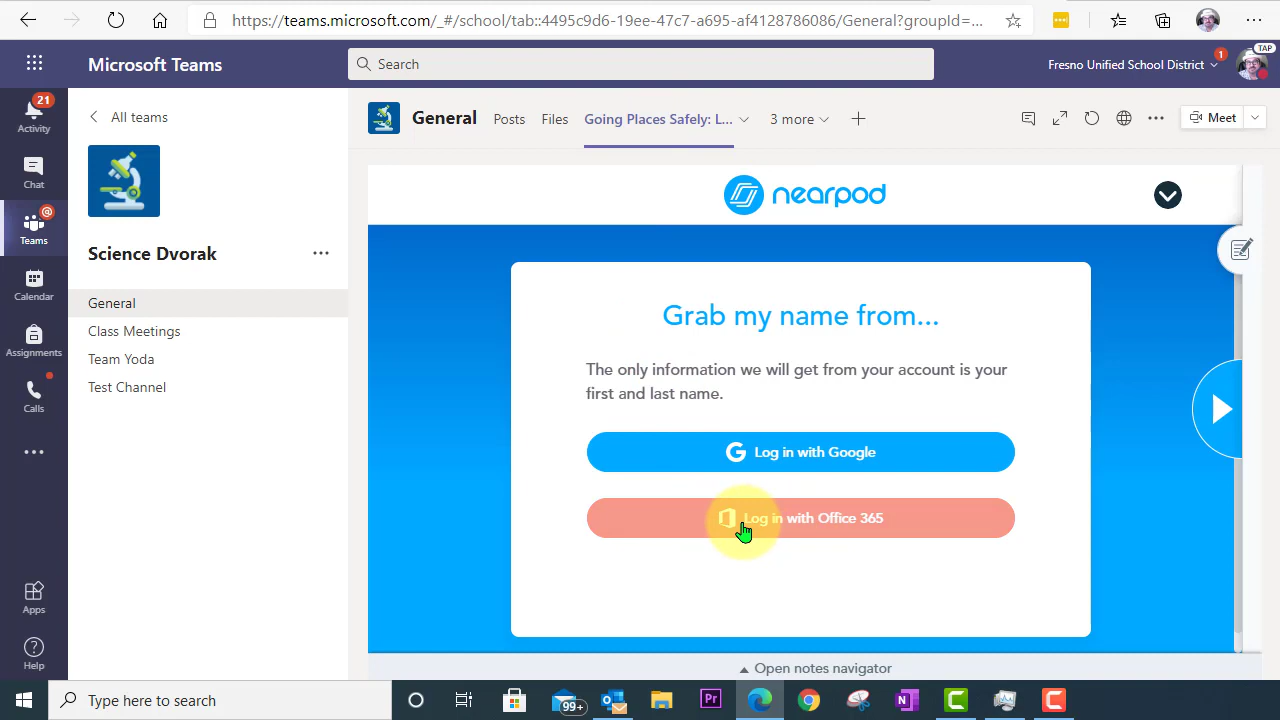 https://teams.microsoft.com/_#/school/tab::4495c9d6-19ee-47c7-a695-af4128786086/General?groupId=...
Microsoft Teams
Search
Fresno Unified School District
1
TAP
21
Activity
Chat
@
Teams
Calendar
Assignments
Calls
Apps
Help
All teams
Science Dvorak
General
Class Meetings
Team Yoda
Test Channel
General
Posts
Files
Going Places Safely: L...
3 more
Meet
nearpod
Grab my name from...
The only information we will get from your account is your
first and last name.
Log in with Google
Log in with Office 365
Open notes navigator
Type here to search
99+
Pr